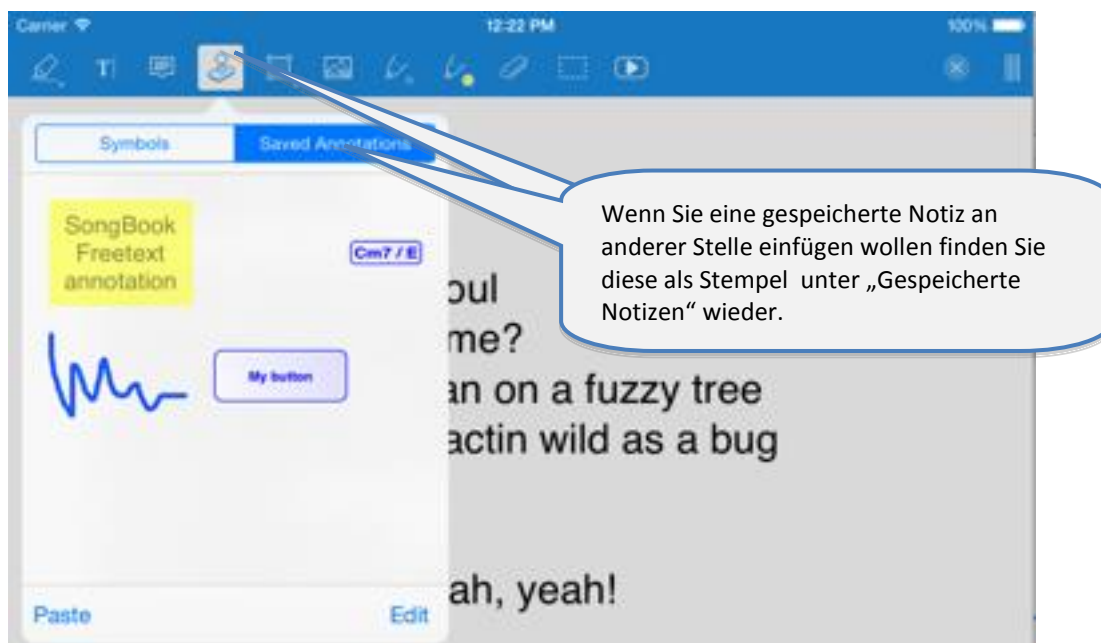 Carrier
12:22 PM
100%
T
Symbols
Saved Annotations
SongBook
Freetext
annotation
Cm7 / E
My button
Wenn Sie eine gespeicherte Notiz an
anderer Stelle einfügen wollen finden Sie
diese als Stempel unter „Gespeicherte
Notizen“ wieder.
oul
me?
an on a fuzzy tree
actin wild as a bug
ah, yeah!
Paste
Edit